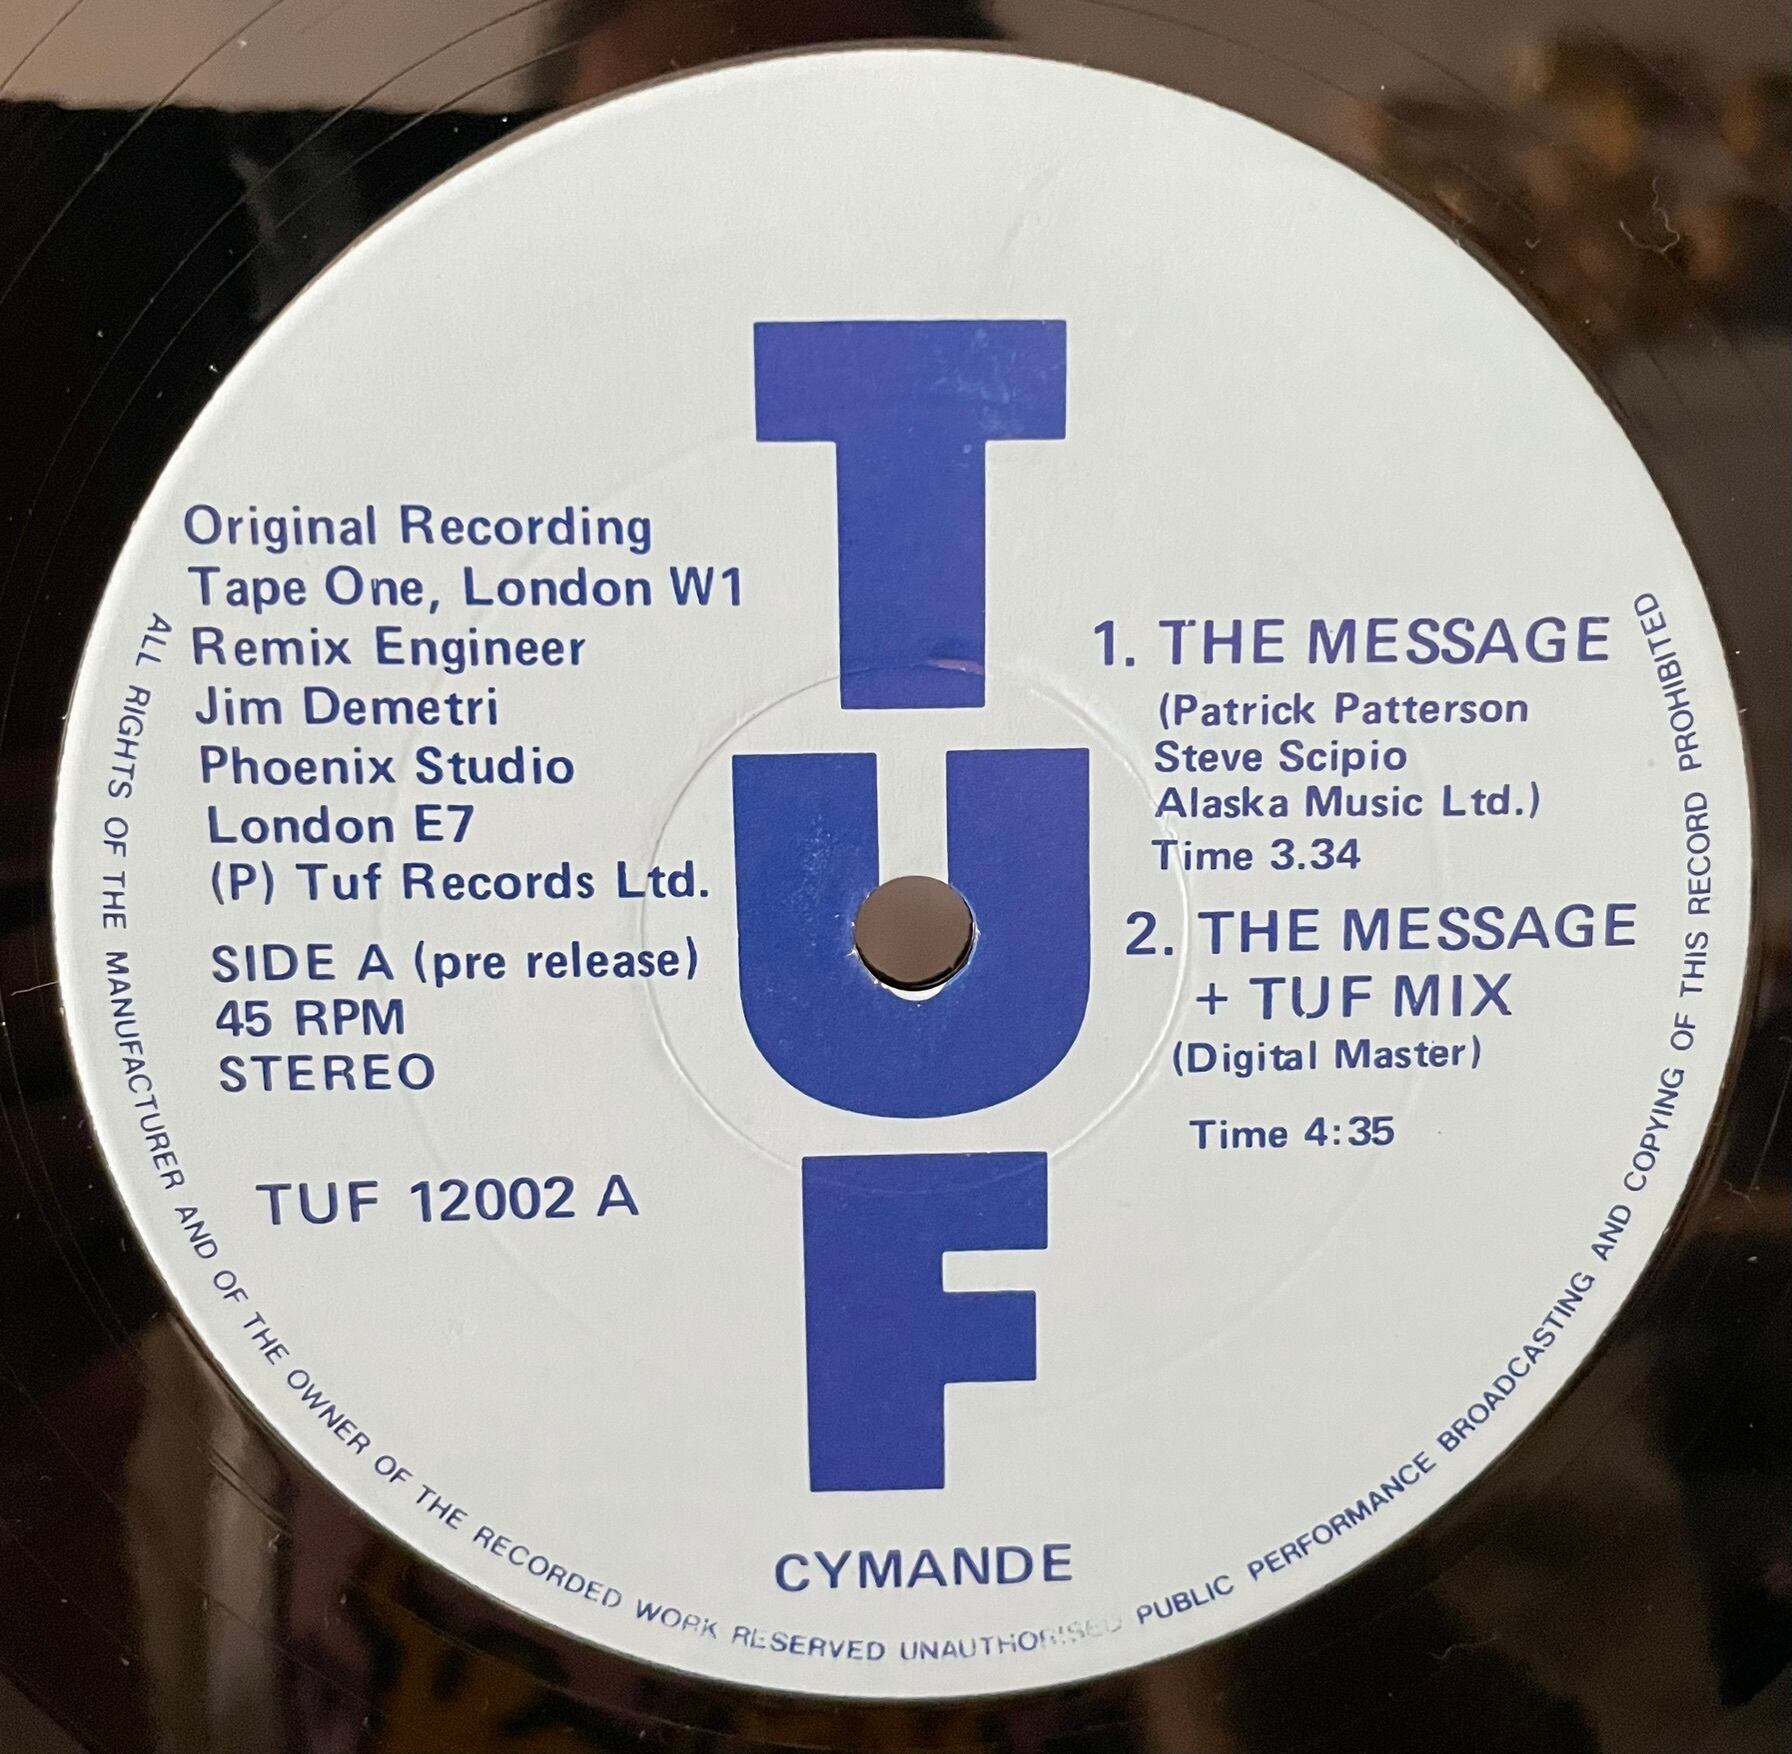 TUF
Original Recording
Tape One, London W1
Remix Engineer
Jim Demetri
Phoenix Studio
London E7
(P) Tuf Records Ltd.
SIDE A (pre release)
45 RPM
STEREO
TUF 12002 A
1. THE MESSAGE
(Patrick Patterson
Steve Scipio
Alaska Music Ltd.)
Time 3.34
2. THE MESSAGE
+ TUF MIX
(Digital Master)
Time 4:35
CYMANDE
ALL RIGHTS OF THE MANUFACTURER AND OF THE OWNER OF THE RECORDED WORK RESERVED UNAUTHORISED PUBLIC PERFORMANCE BROADCASTING AND COPYING OF THIS RECORD PROHIBITED